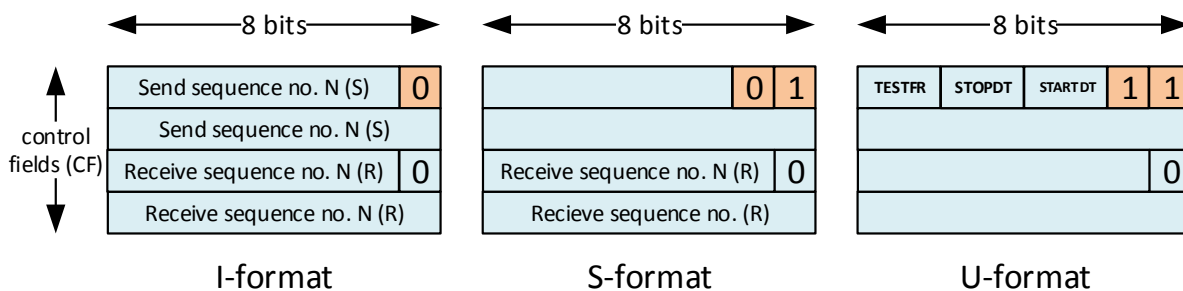 8 bits 8 bits 8 bits
Send sequence no. N (S) 0 0 1 TESTFR STOPDT STARTDT 1 1
control
fields (CF)
Send sequence no. N (S)
Receive sequence no. N (R) 0 Receive sequence no. N (R) 0 0
Receive sequence no. N (R) Recieve sequence no. (R)
I-format S-format U-format